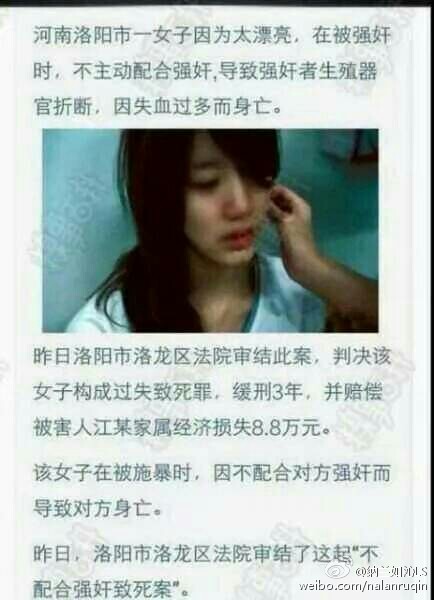 河南洛阳市一女子因为太漂亮，在被强奸
时，不主动配合强奸,导致强奸者生殖器
官折断，因失血过多而身亡。
昨日洛阳市洛龙区法院审结此案，判决该
女子构成过失致死罪，缓刑3年，并赔偿
被害人江某家属经济损失8.8万元。
该女子在被施暴时，因不配合对方强奸而
导致对方身亡。
昨日，洛阳市洛龙区法院审结了这起“不
配合强奸致死案”。
weibo.com/nalanruqin